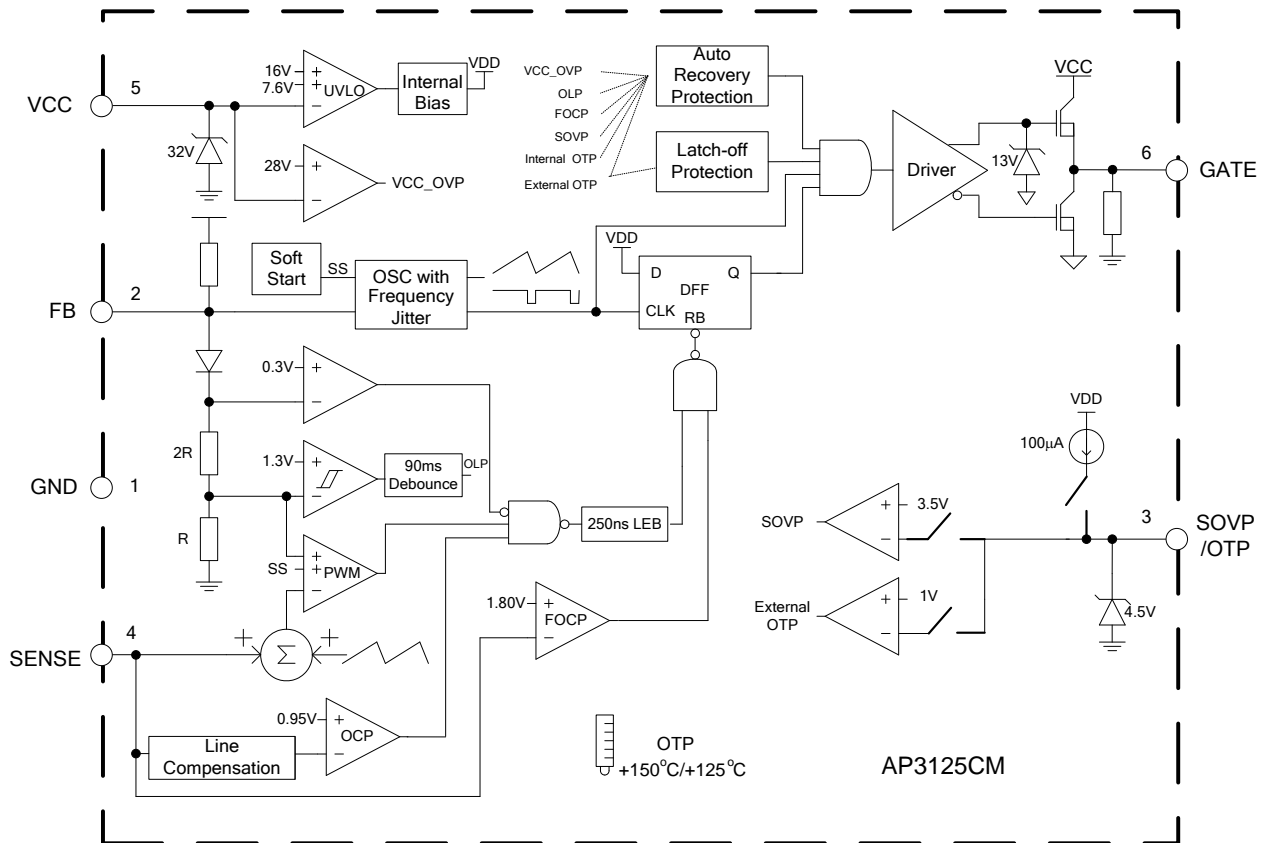 VCC
5
16V
7.6V
+
+
−
UVLO
Internal
Bias
VDD
32V
28V
+
−
VCC_OVP
VCC_OVP
OLP
FOCP
SOVP
Internal OTP
External OTP
Auto
Recovery
Protection
Latch-off
Protection
Driver
VCC
13V
6
GATE
FB
2
Soft
Start
SS
OSC with
Frequency
Jitter
VDD
D
Q
DFF
CLK
RB
0.3V
+
−
2R
1.3V
+
−
90ms
Debounce
OLP
GND
1
R
SS
+
+
−
PWM
250ns LEB
1.80V
+
−
FOCP
SENSE
4
+
+
Σ
0.95V
+
−
OCP
Line
Compensation
VDD
100µA
SOVP
+
−
3.5V
3
SOVP
/OTP
External
OTP
+
−
1V
4.5V
OTP
+150°C/+125°C
AP3125CM